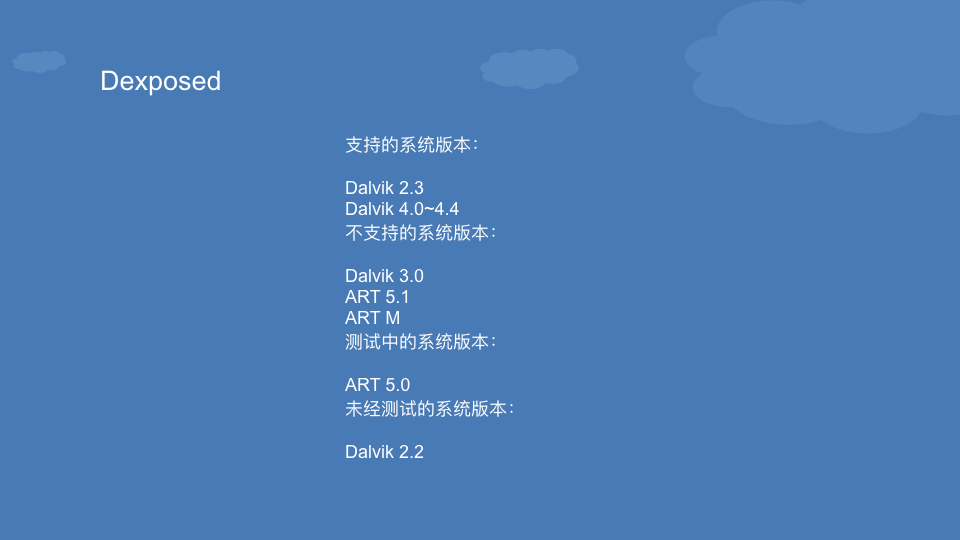 Dexposed
支持的系统版本：
Dalvik 2.3
Dalvik 4.0~4.4
不支持的系统版本：
Dalvik 3.0
ART 5.1
ART M
测试中的系统版本：
ART 5.0
未经测试的系统版本：
Dalvik 2.2